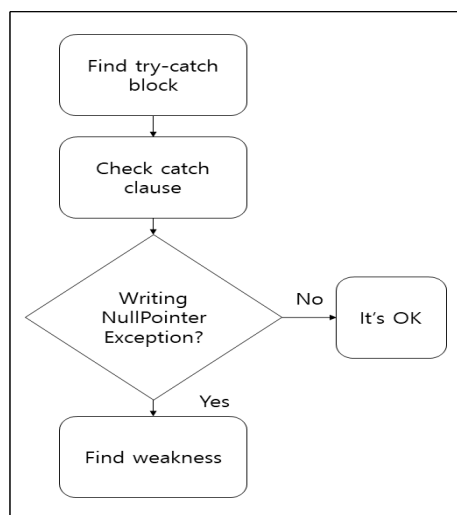 Find try-catch
block
Check catch
clause
Writing
NullPointer
Exception?
No
It's OK
Yes
Find weakness